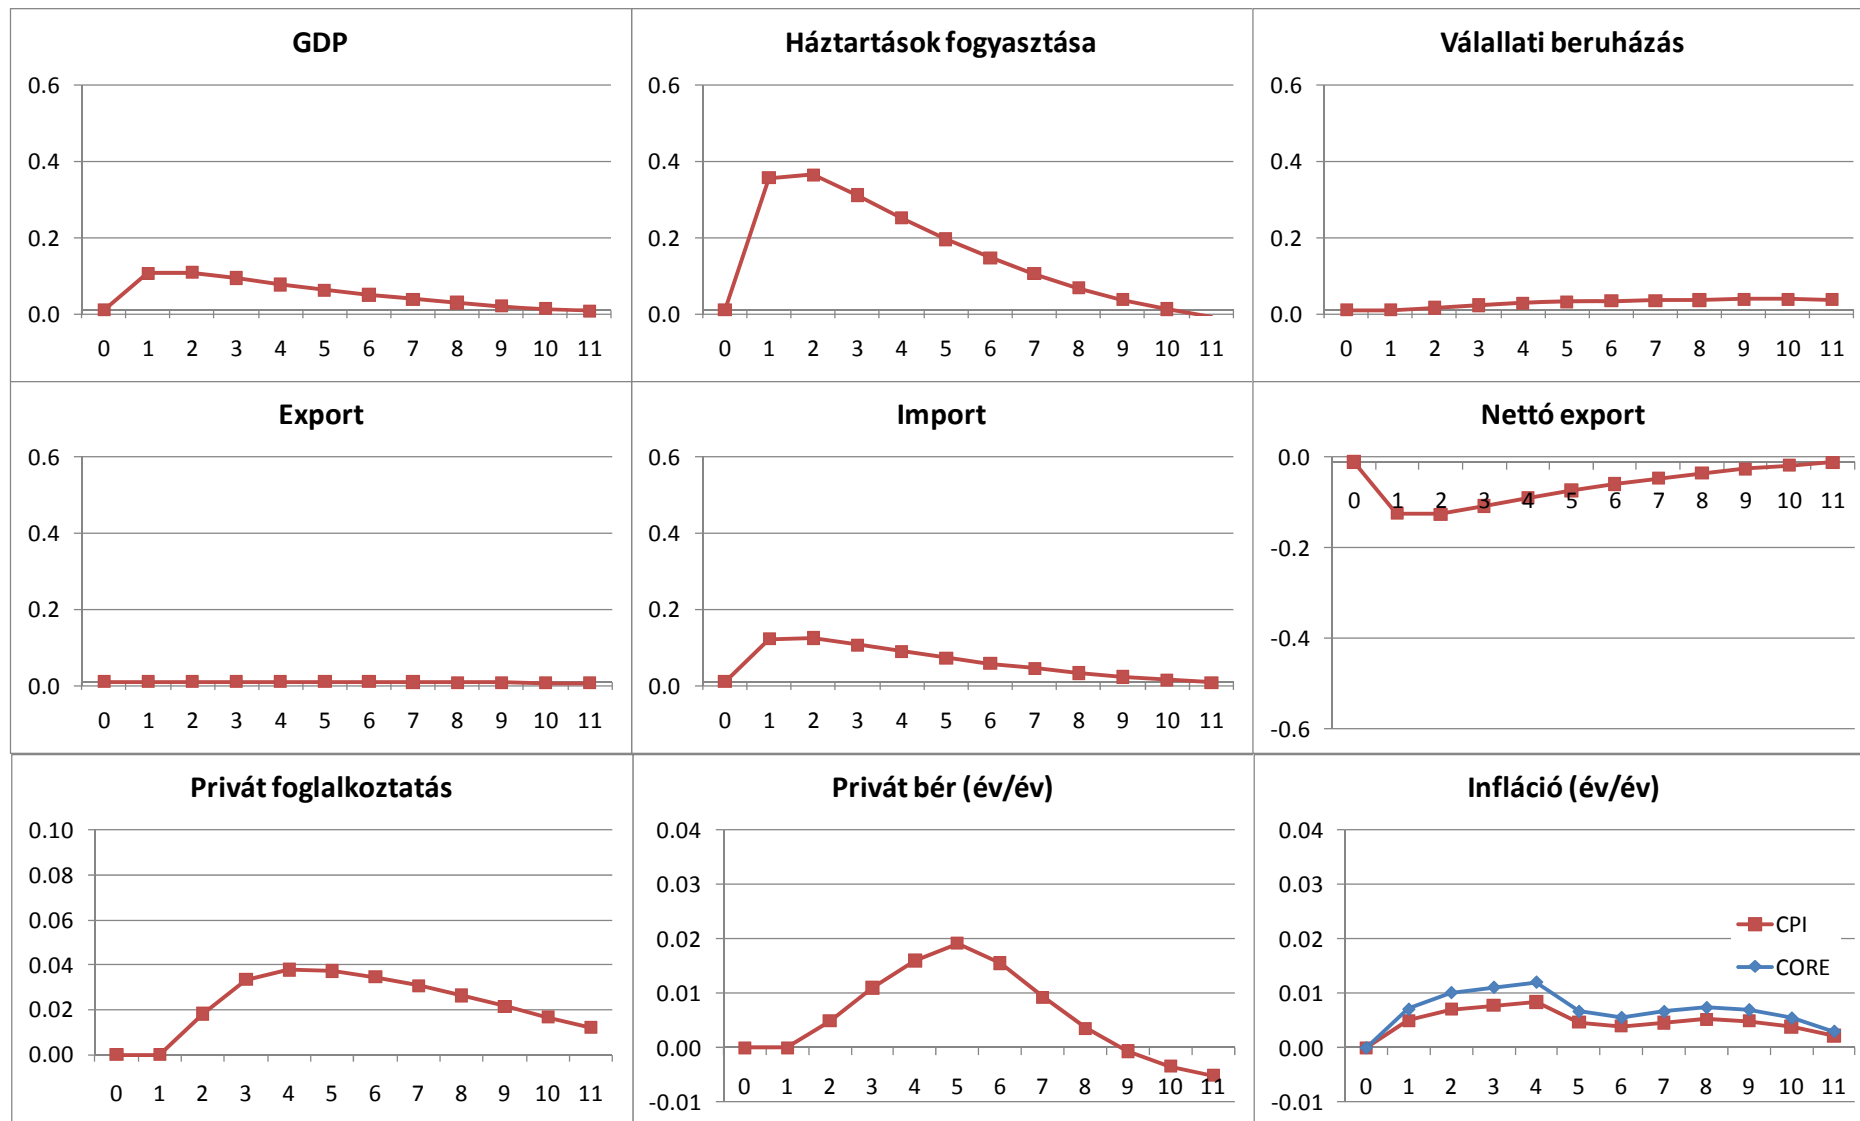 GDP
0.6
0.4
0.2
0.0
0 1 2 3 4 5 6 7 8 9 10 11
Háztartások fogyasztása
0.6
0.4
0.2
0.0
0 1 2 3 4 5 6 7 8 9 10 11
Válallati beruházás
0.6
0.4
0.2
0.0
0 1 2 3 4 5 6 7 8 9 10 11
Export
0.6
0.4
0.2
0.0
0 1 2 3 4 5 6 7 8 9 10 11
Import
0.6
0.4
0.2
0.0
0 1 2 3 4 5 6 7 8 9 10 11
Nettó export
0.0
0 1 2 3 4 5 6 7 8 9 10 11
-0.2
-0.4
-0.6
Privát foglalkoztatás
0.10
0.08
0.06
0.04
0.02
0.00
0 1 2 3 4 5 6 7 8 9 10 11
Privát bér (év/év)
0.04
0.03
0.02
0.01
0.00
0 1 2 3 4 5 6 7 8 9 10 11
-0.01
Infláció (év/év)
0.04
0.03
0.02
0.01
0.00
0 1 2 3 4 5 6 7 8 9 10 11
-0.01
CPI
CORE